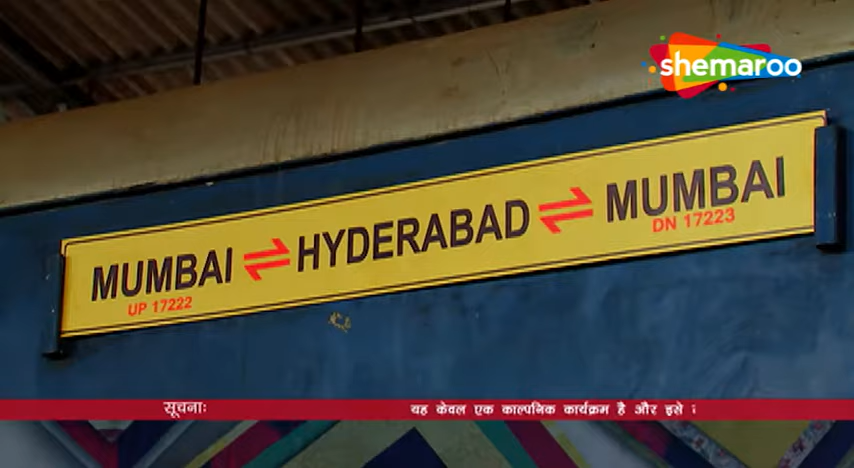 shemaroo
MUMBAI ⇌ HYDERABAD ⇌ MUMBAI
UP 17222 DN 17223
सूचनाः यह केवल एक काल्पनिक कार्यक्रम है और इसे